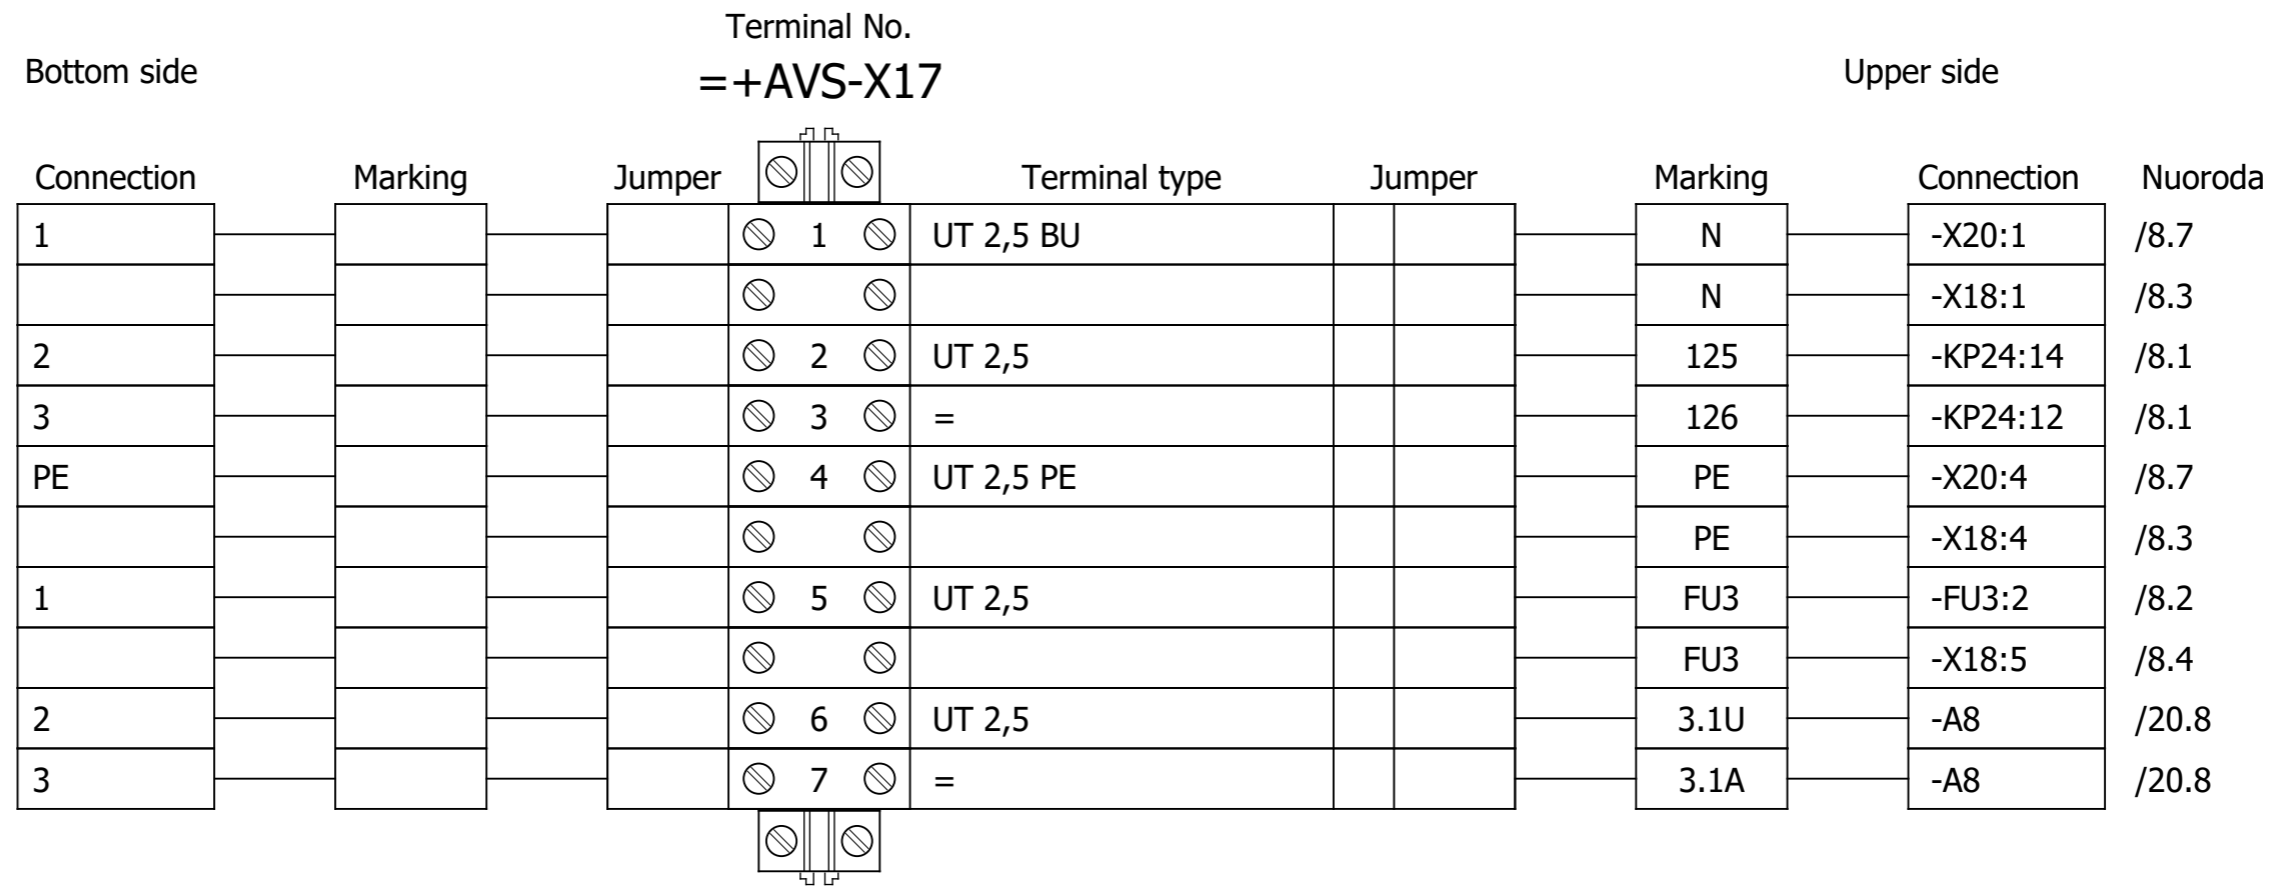 Terminal No.
Bottom side =+AVS-X17 Upper side
Connection Marking Jumper Terminal type Jumper Marking Connection Nuoroda
1 1 UT 2,5 BU N -X20:1 /8.7
N -X18:1 /8.3
2 2 UT 2,5 125 -KP24:14 /8.1
3 3 = 126 -KP24:12 /8.1
PE 4 UT 2,5 PE PE -X20:4 /8.7
PE -X18:4 /8.3
1 5 UT 2,5 FU3 -FU3:2 /8.2
FU3 -X18:5 /8.4
2 6 UT 2,5 3.1U -A8 /20.8
3 7 = 3.1A -A8 /20.8